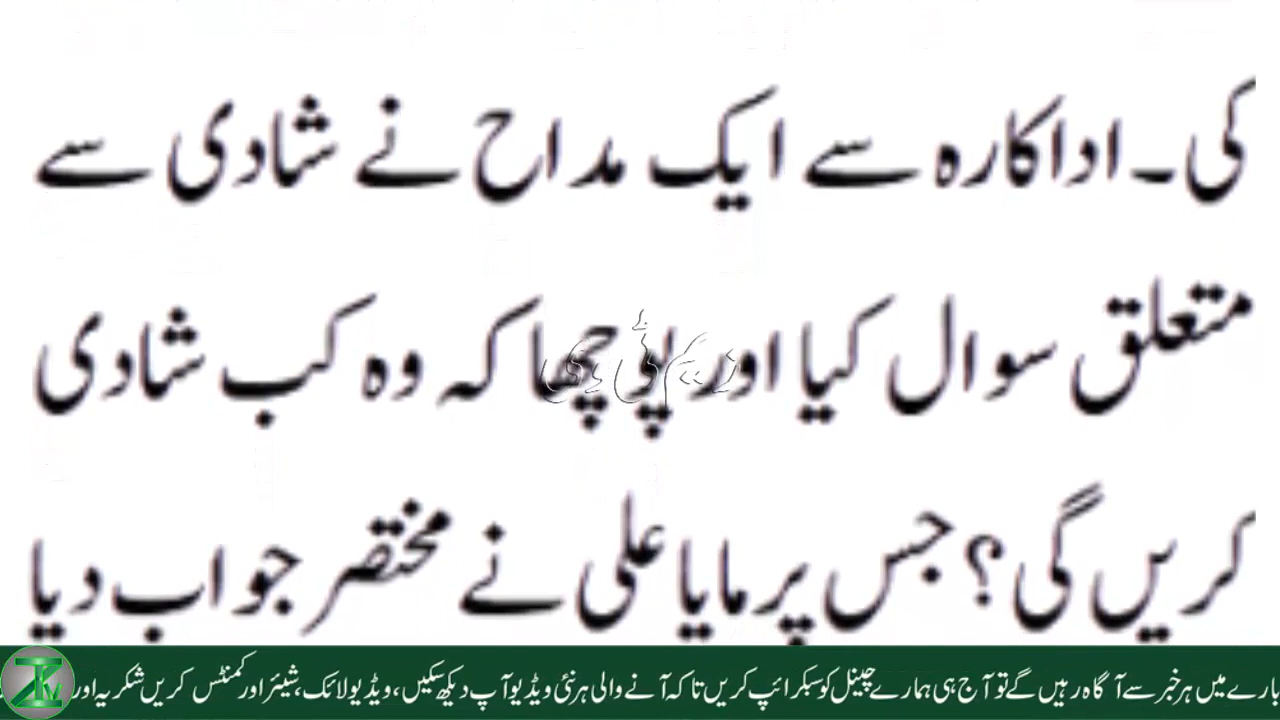 کی۔ اداکارہ سے ایک مداح نے شادی سے
متعلق سوال کیا اور پوچھا کہ وہ کب شادی
کریں گی؟ جس پر مایا علی نے مختصر جواب دیا
بارے میں ہر خبر سے آگاہ رہیں گے تو آج ہی ہمارے چینل کو سبکرائپ کریں تا کہ آنے والی ہر نئی ویڈیو آپ دیکھ سکیں، ویڈیو لائک، شیئر اور کمنٹس کریں شکریہ اور